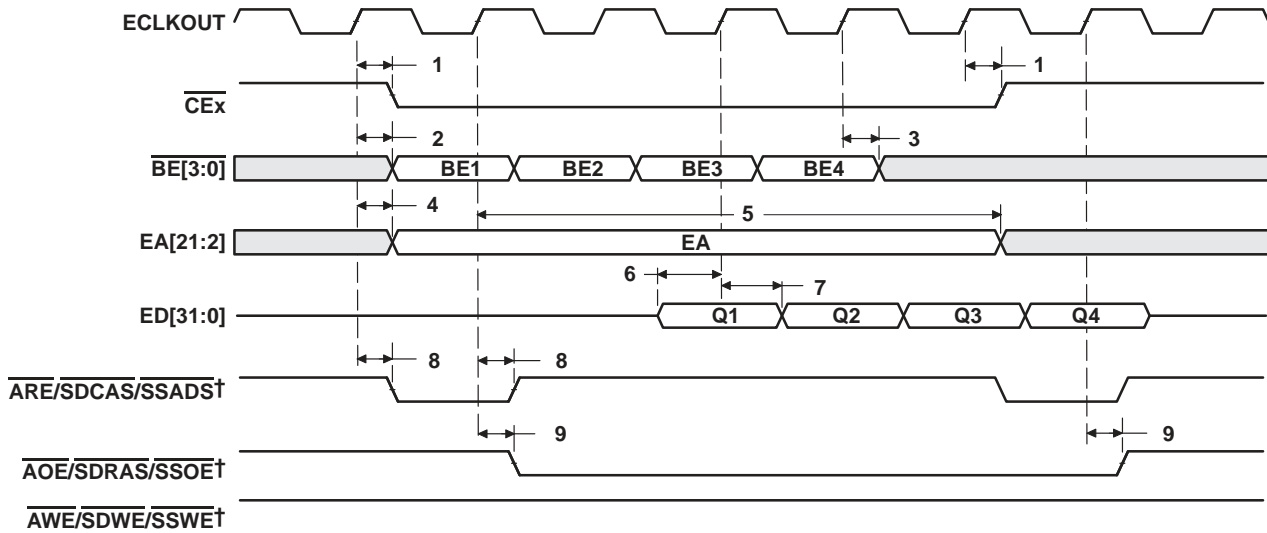 ECLKOUT
1 1
CEx
2 3
BE[3:0] BE1 BE2 BE3 BE4
4 5
EA[21:2] EA
6 7
ED[31:0] Q1 Q2 Q3 Q4
8 8
ARE/SDCAS/SSADS†
9 9
AOE/SDRAS/SSOE†
AWE/SDWE/SSWE†